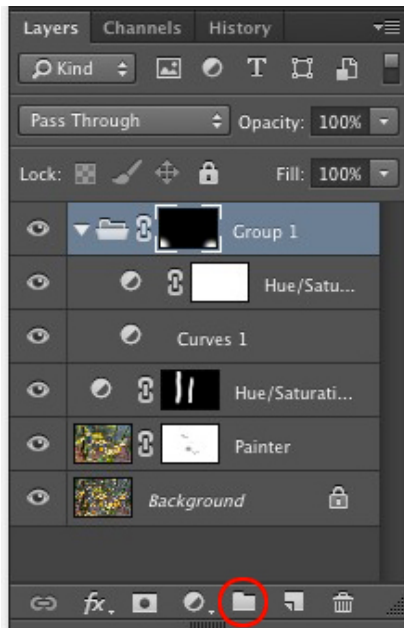 Layers Channels History
Kind T
Pass Through Opacity: 100%
Lock: Fill: 100%
Group 1
Hue/Satu...
Curves 1
Hue/Saturati...
Painter
Background
fx.